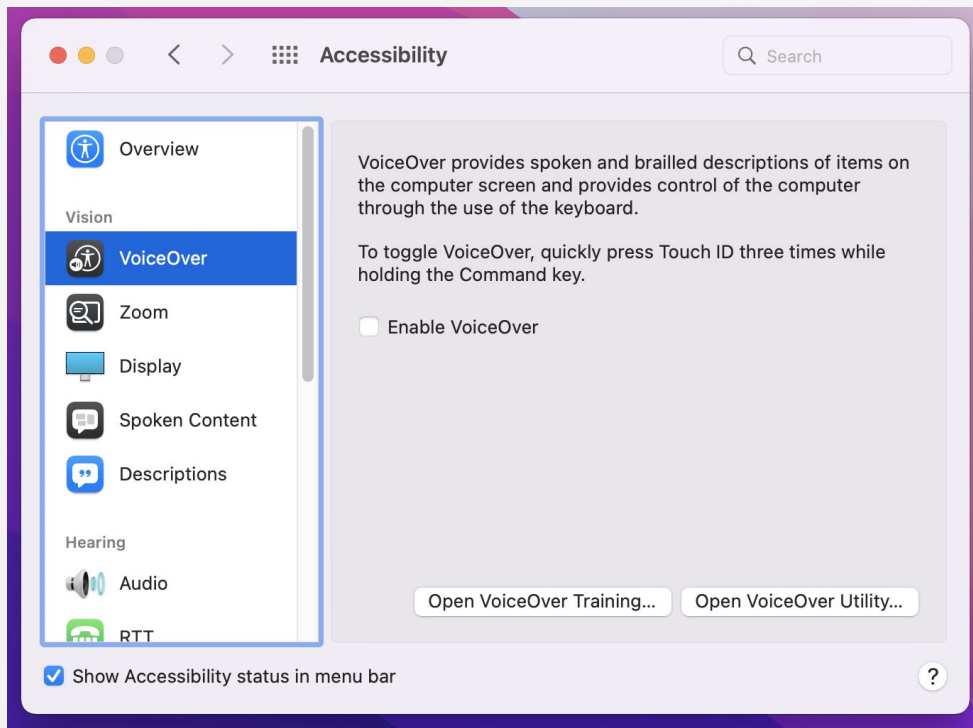 Accessibility
Search
Overview
Vision
VoiceOver
Zoom
Display
Spoken Content
Descriptions
Hearing
Audio
RTT
VoiceOver provides spoken and brailled descriptions of items on
the computer screen and provides control of the computer
through the use of the keyboard.
To toggle VoiceOver, quickly press Touch ID three times while
holding the Command key.
Enable VoiceOver
Open VoiceOver Training...
Open VoiceOver Utility...
Show Accessibility status in menu bar
?